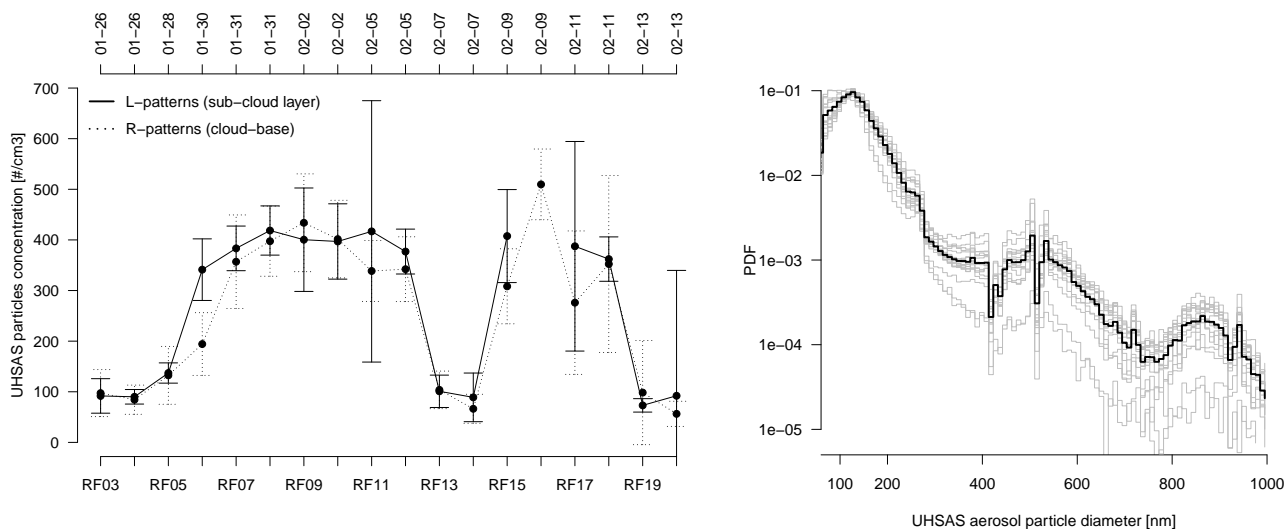 01−26
01−26
01−28
01−30
01−31
01−31
02−02
02−02
02−05
02−05
02−07
02−07
02−09
02−09
02−11
02−11
02−13
02−13
UHSAS particles concentration [#/cm3]
700
600
500
400
300
200
100
0
L−patterns (sub−cloud layer)
R−patterns (cloud−base)
RF03 RF05 RF07 RF09 RF11 RF13 RF15 RF17 RF19
PDF
1e−01
1e−02
1e−03
1e−04
1e−05
100 200 400 600 800 1000
UHSAS aerosol particle diameter [nm]